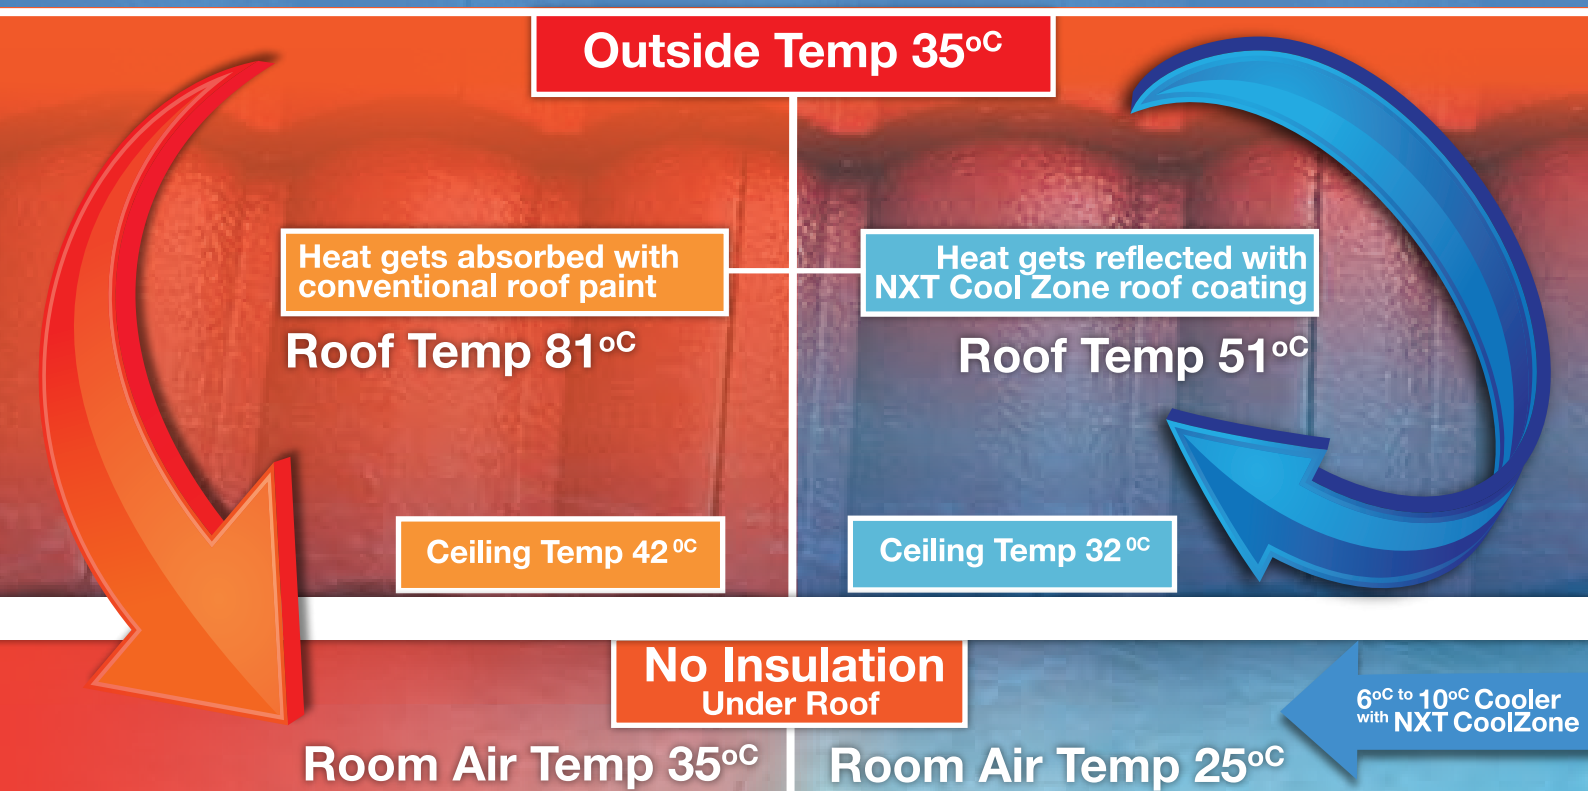 Outside Temp 35ºC
Heat gets absorbed with
conventional roof paint
Roof Temp 81ºC
Heat gets reflected with
NXT Cool Zone roof coating
Roof Temp 51ºC
Ceiling Temp 42 ⁰C
Ceiling Temp 32 ⁰C
No Insulation
Under Roof
6ºC to 10ºC Cooler
with NXT CoolZone
Room Air Temp 35ºC
Room Air Temp 25ºC